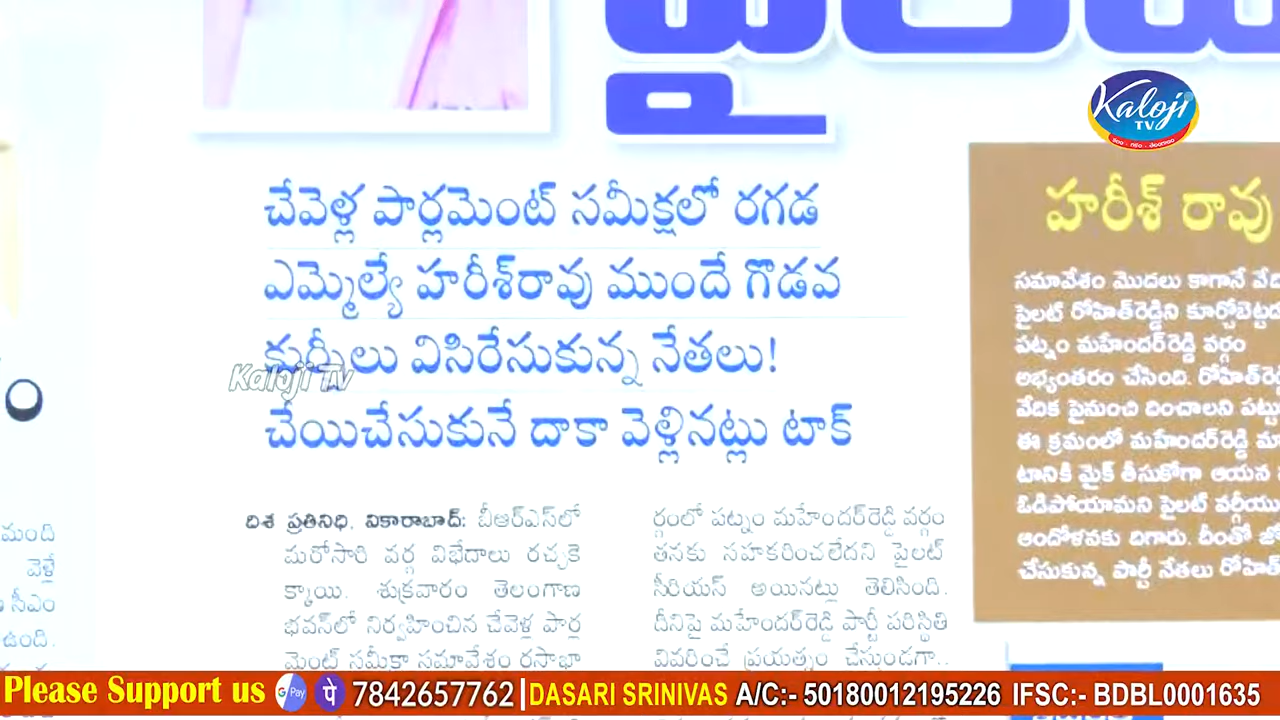 Kaloji
TV
చేవెళ్ల పార్లమెంట్ సమీక్షలో రగడ
ఎమ్మెల్యే హరీశ్‌రావు ముందే గొడవ
కుర్చీలు విసిరేసుకున్న నేతలు!
Kaloji Tv
చేయిచేసుకునే దాకా వెళ్లినట్లు టాక్
దిశ ప్రతినిధి, వికారాబాద్: బీఆర్ఎస్‌లో
మరోసారి వర్గ విభేదాలు రచ్చకె
క్కాయి. శుక్రవారం తెలంగాణ
భవన్‌లో నిర్వహించిన చేవెళ్ల పార్ల
మెంట్ సమీక్షా సమావేశం రసాభా
ర్గంలో పట్నం మహేందర్‌రెడ్డి వర్గం
తనకు సహకరించలేదని పైలట్
సీరియస్ అయినట్లు తెలిసింది.
దీనిపై మహేందర్‌రెడ్డి పార్టీ పరిస్థితి
వివరించే ప్రయత్నం చేస్తుండగా..
హరీశ్ రావు
సమావేశం మొదలు కాగానే
పైలట్ రోహిత్‌రెడ్డిని
పట్నం మహేందర్‌రెడ్డి వర్గం
అభ్యంతరం చేసింది.
వేదిక పైనుంచి దించాలని
ఈ క్రమంలో మహేందర్‌రెడ్డి
టానికి మైక్ తీసుకోగా ఆయన
ఓడిపోయామని పైలట్
ఆందోళనకు దిగారు. దీంతో
చేసుకున్న పార్టీ నేతలు
మంది
వెళ్తే
సీఎం
ఉంది.
Please Support us G Pay 7842657762 | DASARI SRINIVAS A/C:- 50180012195226 IFSC:- BDBL0001635